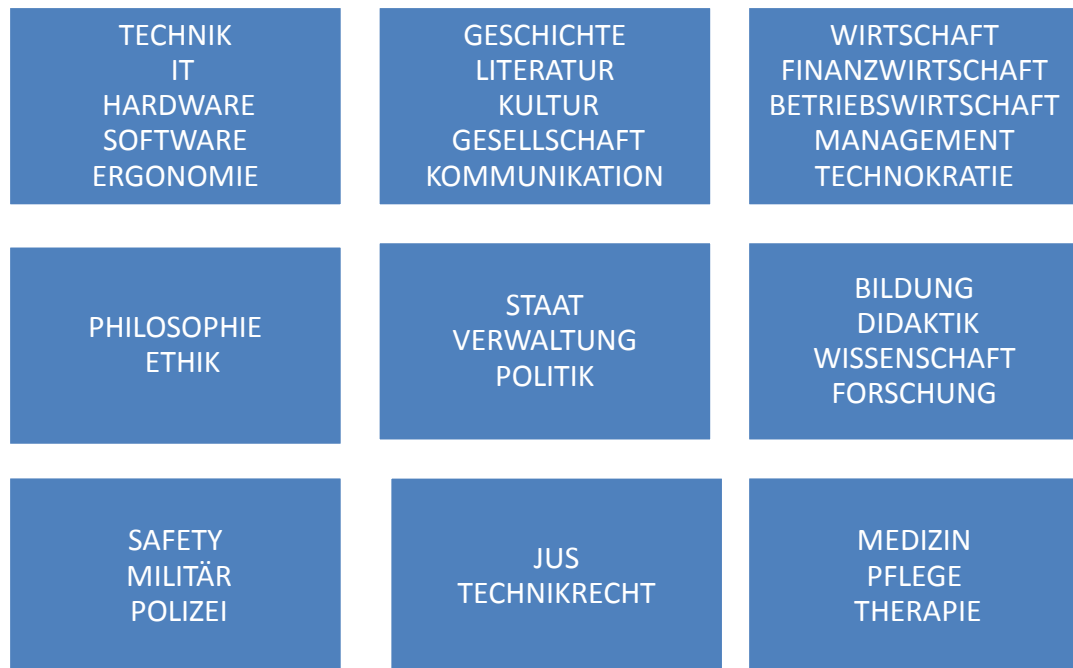 TECHNIK
IT
HARDWARE
SOFTWARE
ERGONOMIE
GESCHICHTE
LITERATUR
KULTUR
GESELLSCHAFT
KOMMUNIKATION
WIRTSCHAFT
FINANZWIRTSCHAFT
BETRIEBSWIRTSCHAFT
MANAGEMENT
TECHNOKRATIE
PHILOSOPHIE
ETHIK
STAAT
VERWALTUNG
POLITIK
BILDUNG
DIDAKTIK
WISSENSCHAFT
FORSCHUNG
SAFETY
MILITÄR
POLIZEI
JUS
TECHNIKRECHT
MEDIZIN
PFLEGE
THERAPIE